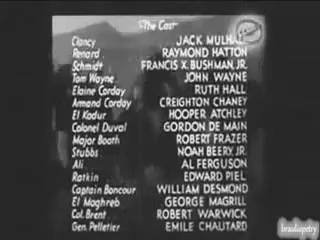 "The Cast"
Clancy JACK MULHALL
Renard RAYMOND HATTON
Schmidt FRANCIS X. BUSHMAN, JR.
Tom Wayne JOHN WAYNE
Elaine Corday RUTH HALL
Armand Corday CREIGHTON CHANEY
El Kadur HOOPER ATCHLEY
Colonel Duval GORDON DE MAIN
Major Booth ROBERT FRAZER
Stubbs NOAH BEERY, JR.
Ali AL FERGUSON
Ratkin EDWARD PIEL
Captain Boncour WILLIAM DESMOND
El Maghreb GEORGE MAGRILL
Col. Brent ROBERT WARWICK
Gen. Pelletier EMILE CHAUTARD
braulioperry